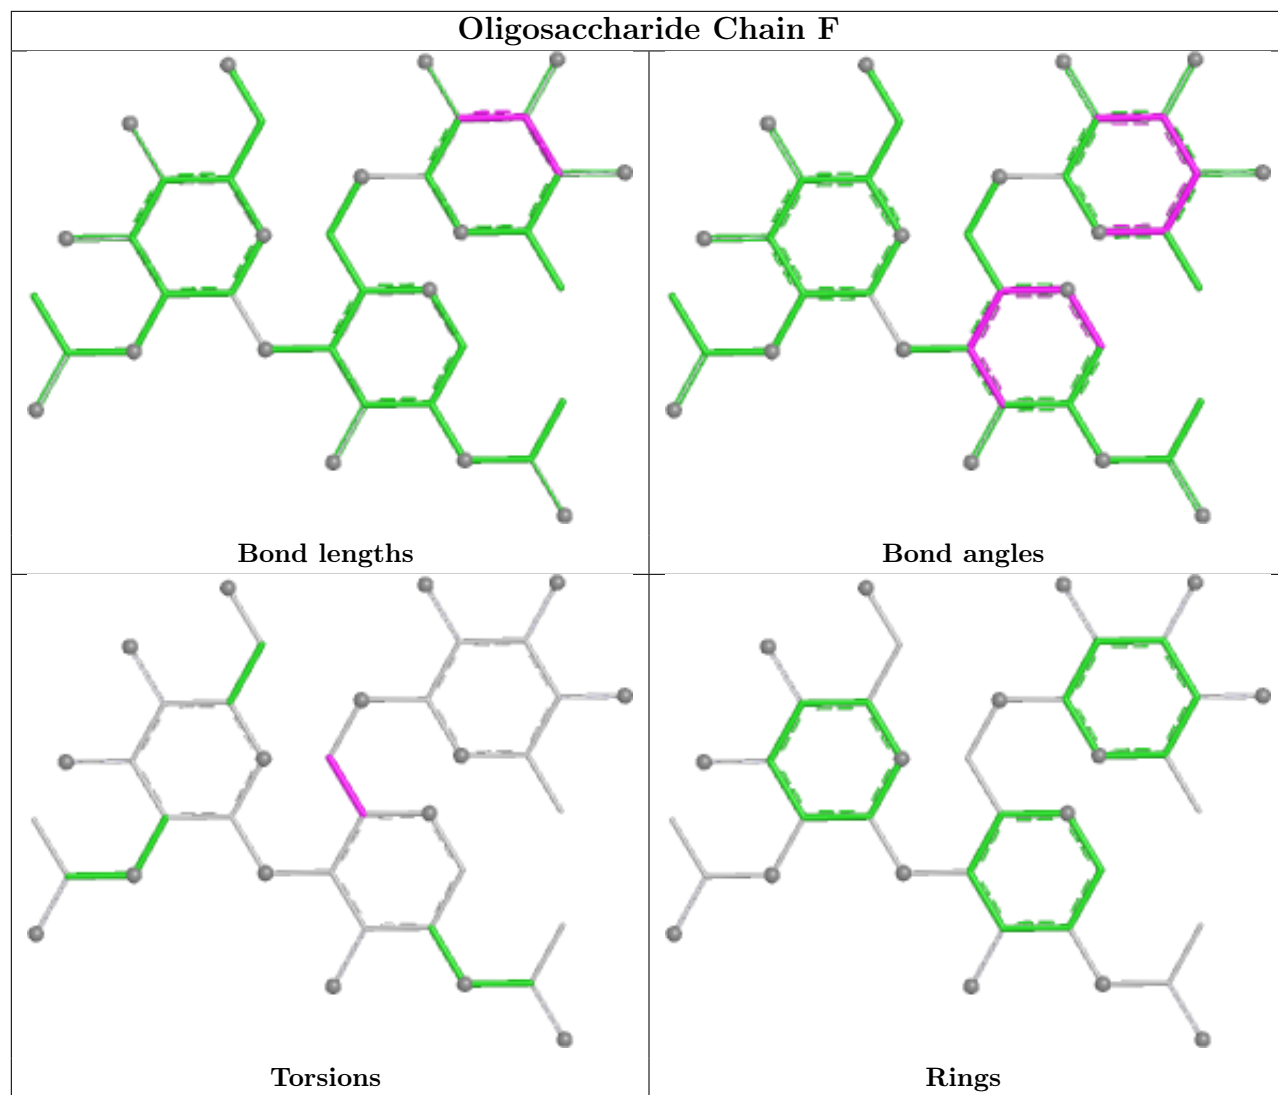 Oligosaccharide Chain F
Bond lengths
Bond angles
Torsions
Rings